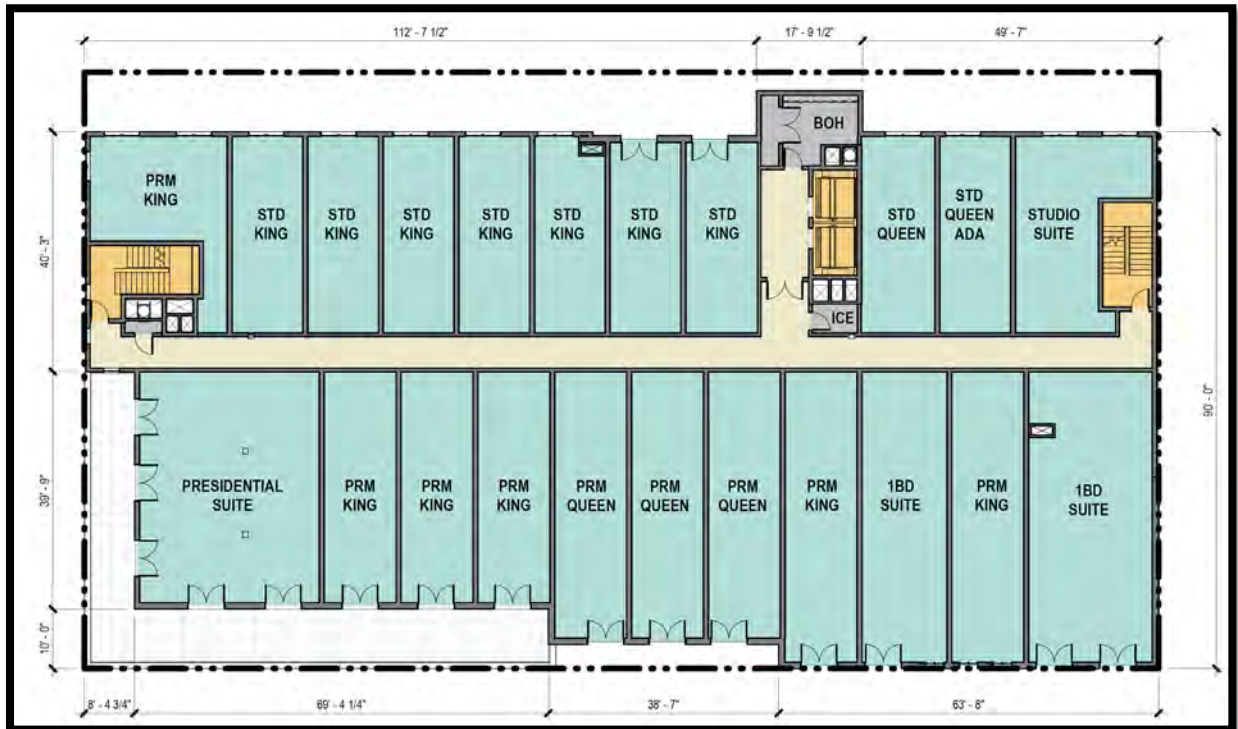 112' - 7 1/2"
17' - 9 1/2"
49' - 7"
BOH
PRM
KING
STD
KING
STD
KING
STD
KING
STD
KING
STD
KING
STD
KING
STD
KING
STD
QUEEN
STD
QUEEN
ADA
STUDIO
SUITE
40' - 3"
ICE
90' - 0"
39' - 9"
PRESIDENTIAL
SUITE
PRM
KING
PRM
KING
PRM
KING
PRM
QUEEN
PRM
QUEEN
PRM
QUEEN
PRM
KING
1BD
SUITE
PRM
KING
1BD
SUITE
10' - 0"
8' - 4 3/4"
69' - 4 1/4"
38' - 7"
63' - 8"